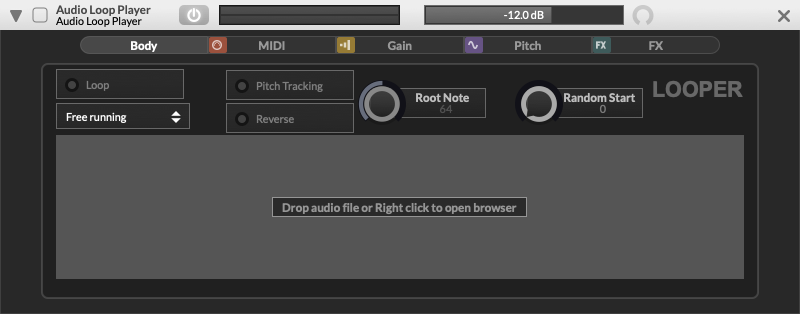 Audio Loop Player
Audio Loop Player
-12.0 dB
Body
MIDI
Gain
Pitch
FX
FX
Loop
Free running
Pitch Tracking
Reverse
Root Note
64
Random Start
0
LOOPER
Drop audio file or Right click to open browser